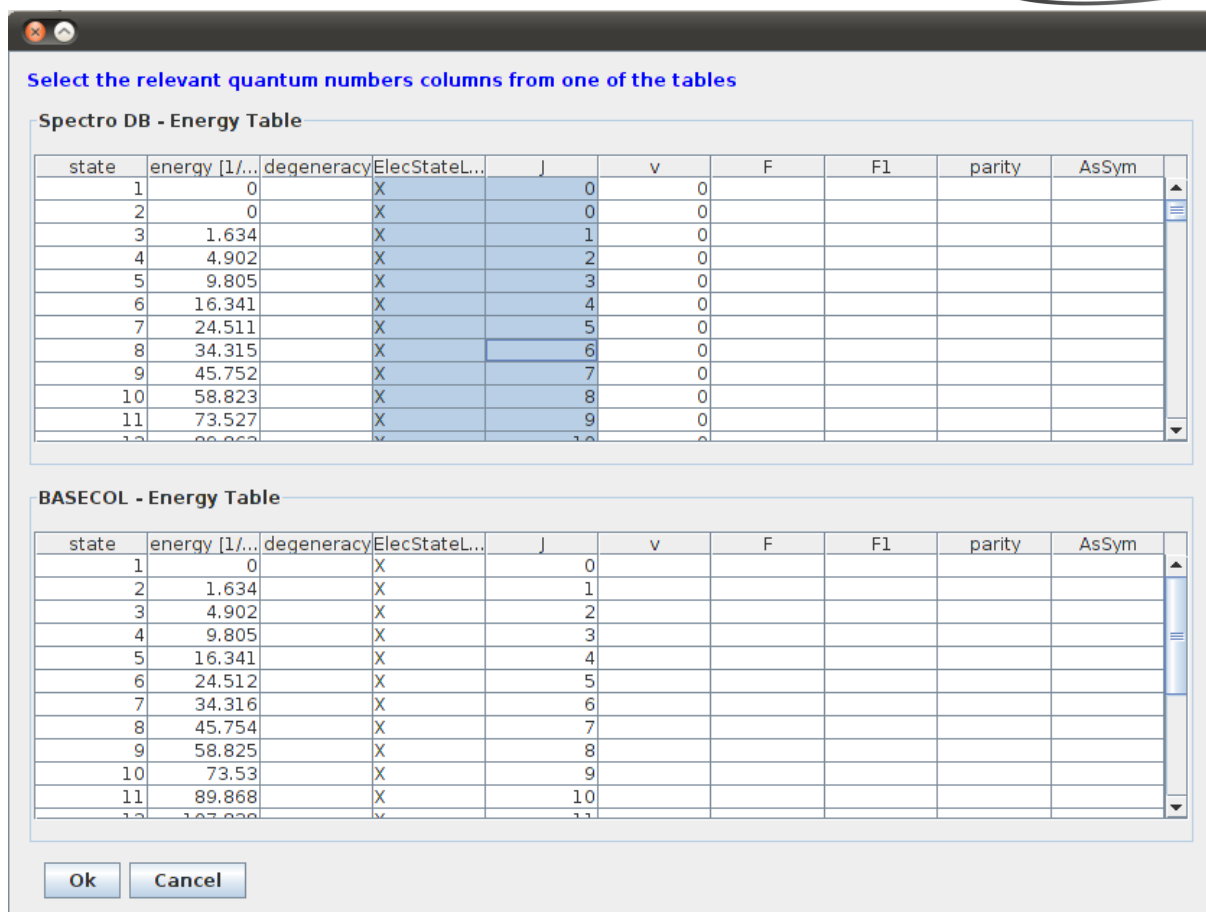 Select the relevant quantum numbers columns from one of the tables
Spectro DB - Energy Table
state energy [1/... degeneracy ElecStateL... J v F F1 parity AsSym
1 0 X 0 0
2 0 X 0 0
3 1.634 X 1 0
4 4.902 X 2 0
5 9.805 X 3 0
6 16.341 X 4 0
7 24.511 X 5 0
8 34.315 X 6 0
9 45.752 X 7 0
10 58.823 X 8 0
11 73.527 X 9 0
BASECOL - Energy Table
state energy [1/... degeneracy ElecStateL... J v F F1 parity AsSym
1 0 X 0
2 1.634 X 1
3 4.902 X 2
4 9.805 X 3
5 16.341 X 4
6 24.512 X 5
7 34.316 X 6
8 45.754 X 7
9 58.825 X 8
10 73.53 X 9
11 89.868 X 10
Ok Cancel